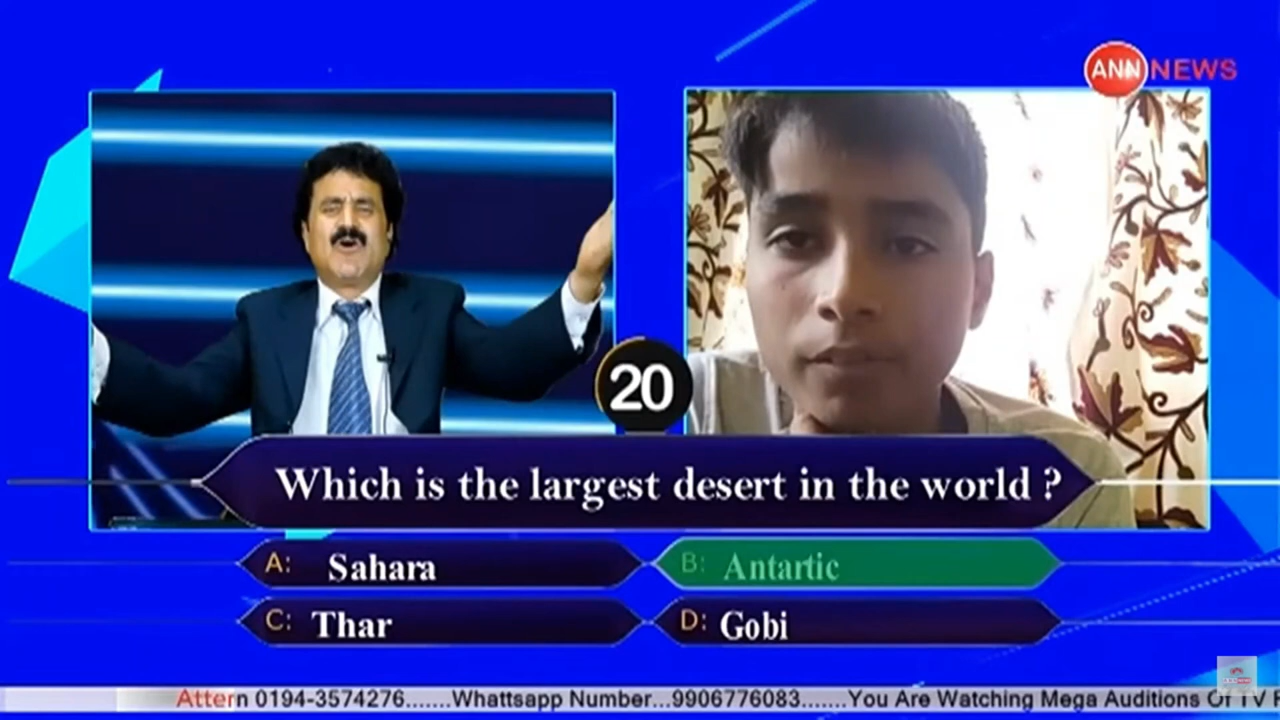 ANN NEWS
20
Which is the largest desert in the world ?
A: Sahara
B: Antartic
C: Thar
D: Gobi
Attern 0194-3574276.......Whattsapp Number...9906776083.......You Are Watching Mega Auditions Of TV